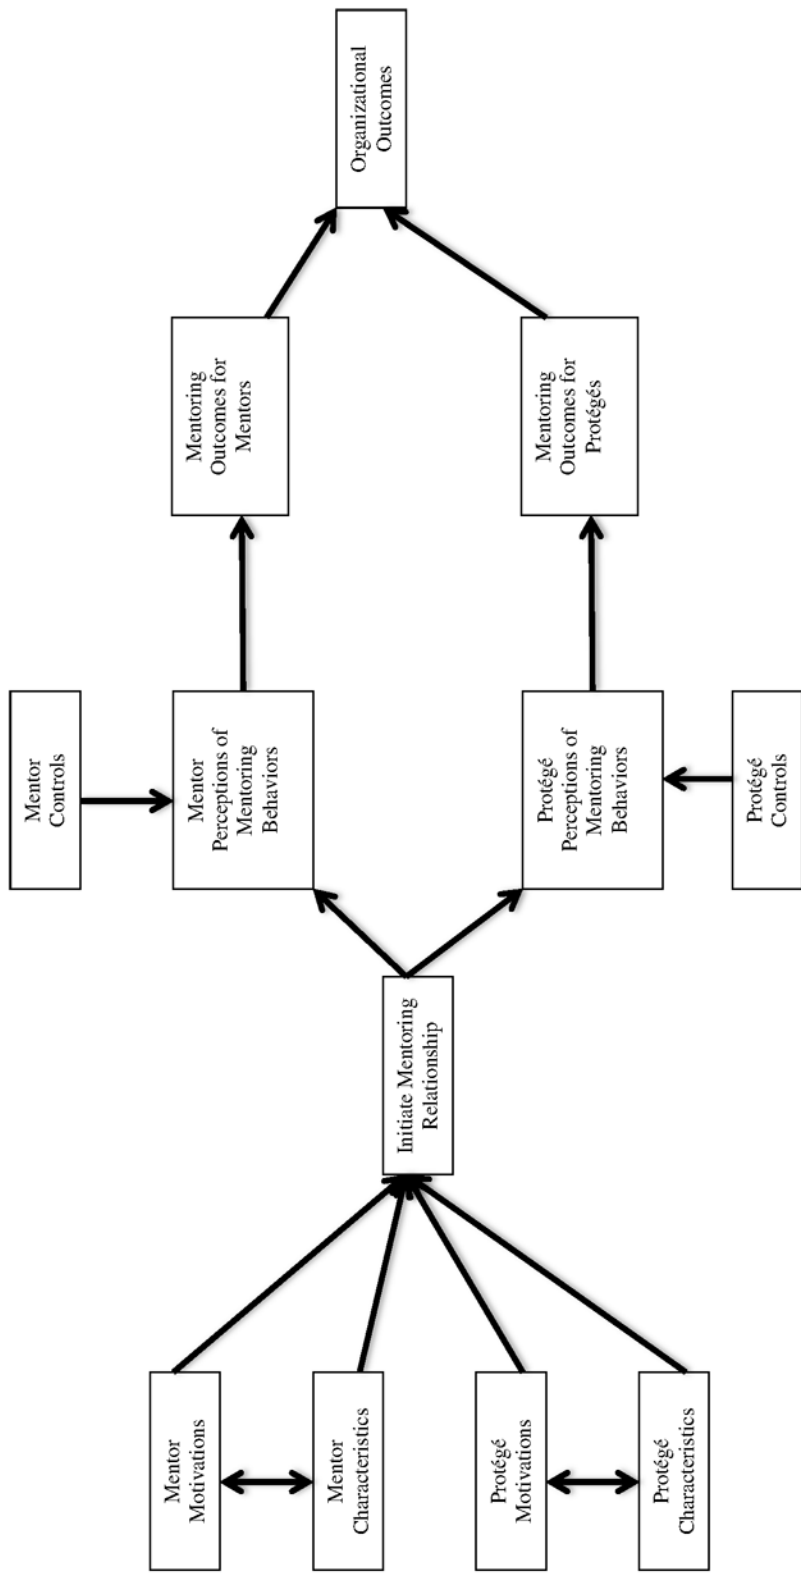 Mentor
Motivations
Mentor
Characteristics
Protégé
Motivations
Protégé
Characteristics
Initiate Mentoring
Relationship
Mentor
Controls
Mentor
Perceptions of
Mentoring
Behaviors
Protégé
Perceptions of
Mentoring
Behaviors
Protégé
Controls
Mentoring
Outcomes for
Mentors
Mentoring
Outcomes for
Protégés
Organizational
Outcomes